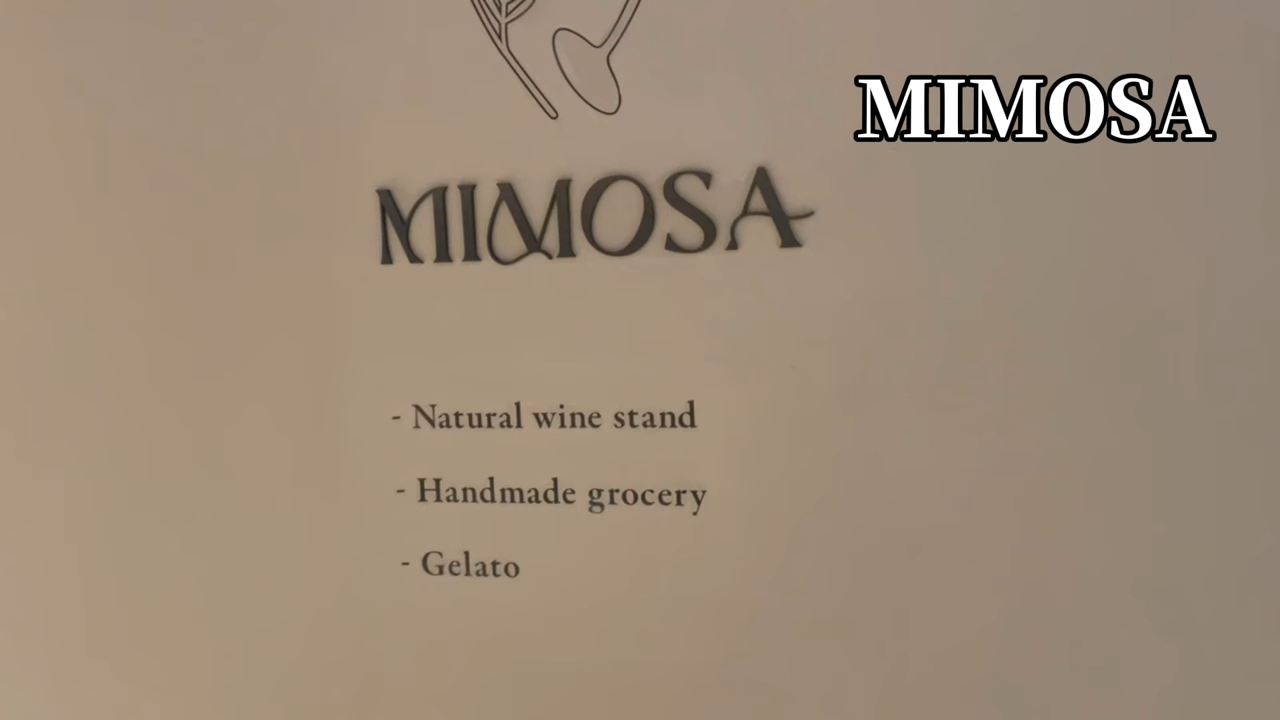 MIMOSA
MIMOSA
- Natural wine stand
- Handmade grocery
- Gelato